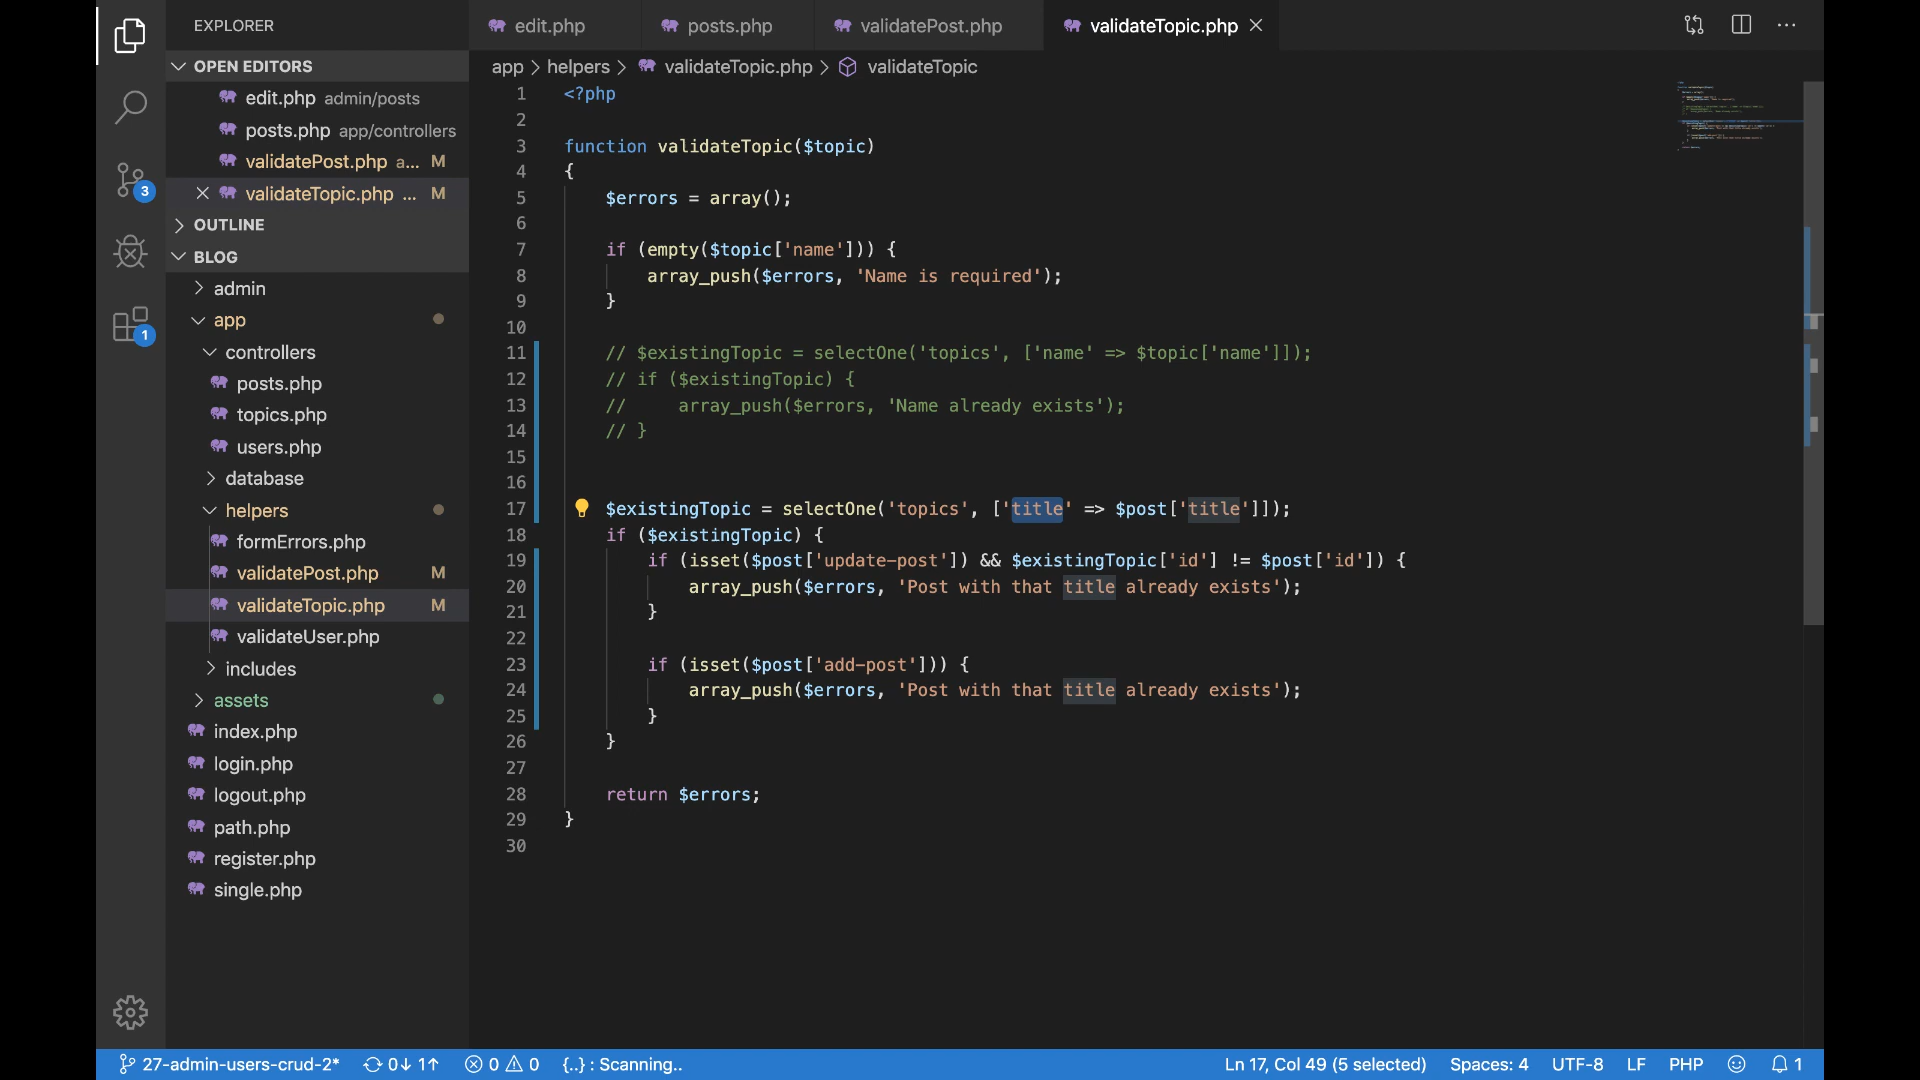 EXPLORER
edit.php
posts.php
validatePost.php
validateTopic.php
OPEN EDITORS
edit.php admin/posts
posts.php app/controllers
validatePost.php a... M
validateTopic.php ... M
OUTLINE
BLOG
admin
app
controllers
posts.php
topics.php
users.php
database
helpers
formErrors.php
validatePost.php M
validateTopic.php M
validateUser.php
includes
assets
index.php
login.php
logout.php
path.php
register.php
single.php
3
1
app > helpers > validateTopic.php > validateTopic
1 <?php
2
3 function validateTopic($topic)
4 {
5 $errors = array();
6
7 if (empty($topic['name'])) {
8 array_push($errors, 'Name is required');
9 }
10
11 // $existingTopic = selectOne('topics', ['name' => $topic['name']]);
12 // if ($existingTopic) {
13 // array_push($errors, 'Name already exists');
14 // }
15
16
17 $existingTopic = selectOne('topics', ['title' => $post['title']]);
18 if ($existingTopic) {
19 if (isset($post['update-post']) && $existingTopic['id'] != $post['id']) {
20 array_push($errors, 'Post with that title already exists');
21 }
22
23 if (isset($post['add-post'])) {
24 array_push($errors, 'Post with that title already exists');
25 }
26 }
27
28 return $errors;
29 }
30
27-admin-users-crud-2* 0↓ 1↑ 0 0 {..} : Scanning.. Ln 17, Col 49 (5 selected) Spaces: 4 UTF-8 LF PHP 1